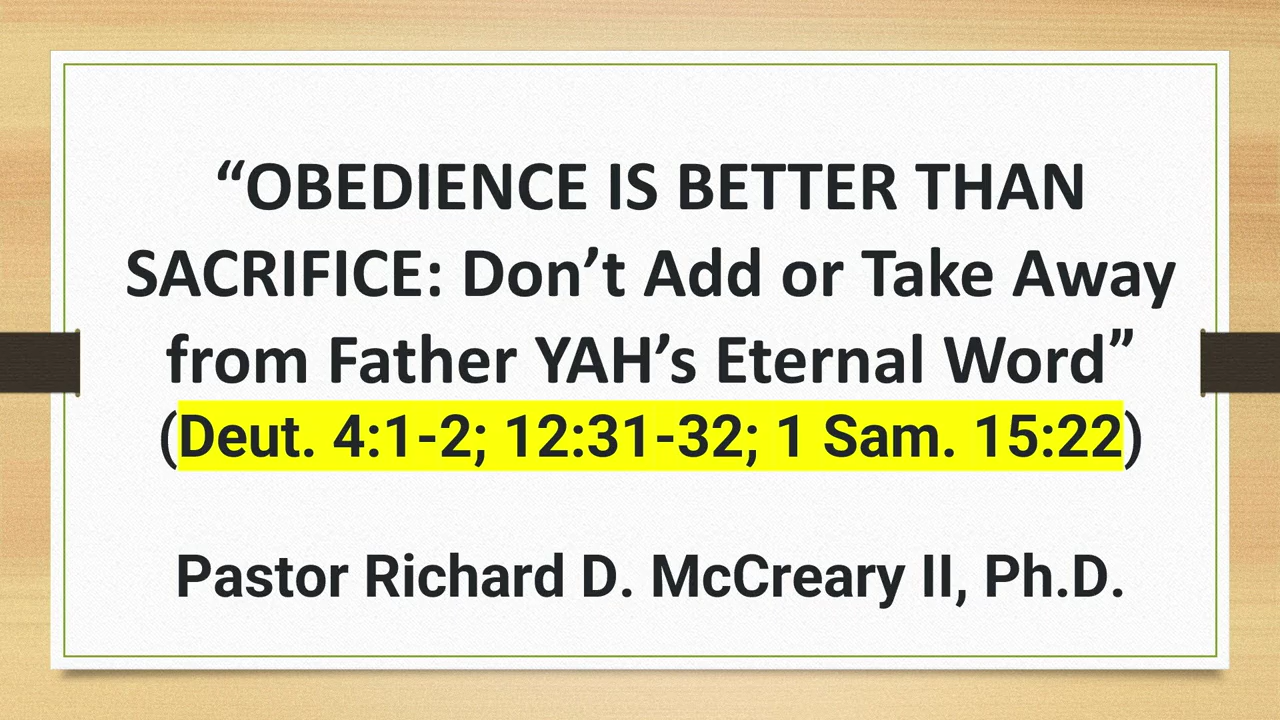 “OBEDIENCE IS BETTER THAN
SACRIFICE: Don’t Add or Take Away
from Father YAH’s Eternal Word”
(Deut. 4:1-2; 12:31-32; 1 Sam. 15:22)
Pastor Richard D. McCreary II, Ph.D.